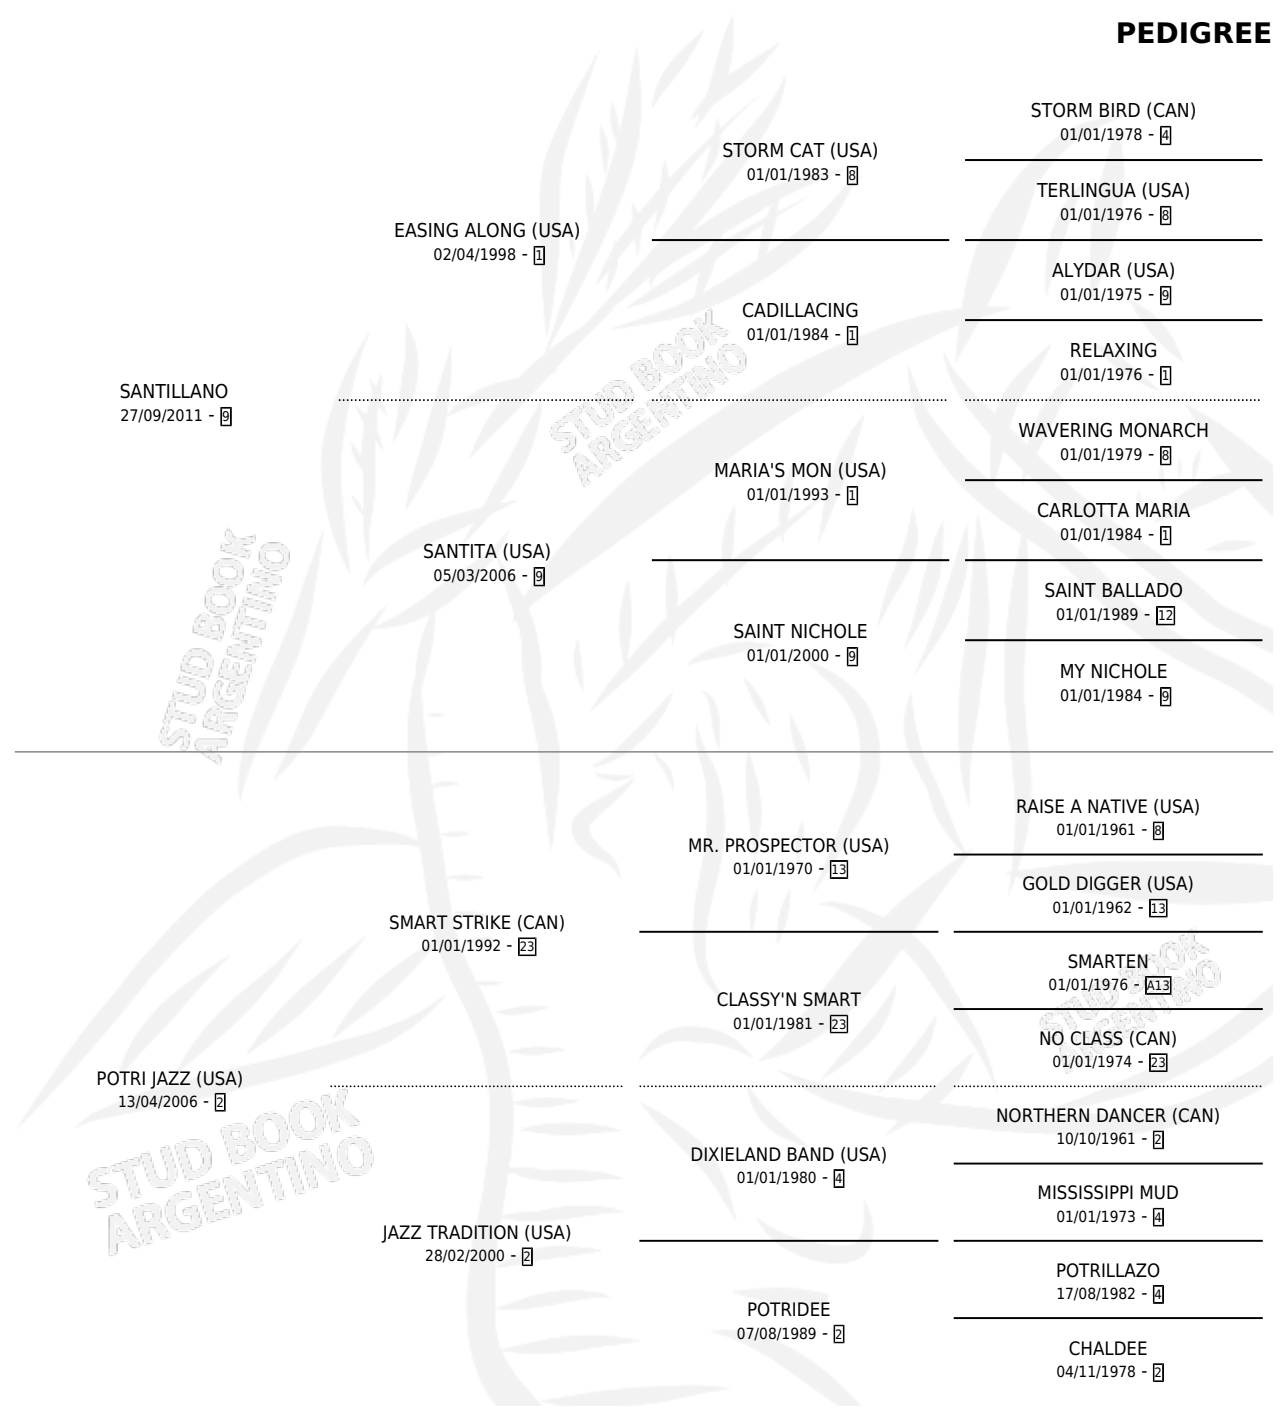 PEDIGREE
STORM BIRD (CAN)
01/01/1978 - 4
STORM CAT (USA)
01/01/1983 - 8
TERLINGUA (USA)
01/01/1976 - 8
EASING ALONG (USA)
02/04/1998 - 1
ALYDAR (USA)
01/01/1975 - 9
CADILLACING
01/01/1984 - 1
RELAXING
01/01/1976 - 1
SANTILLANO
27/09/2011 - 9
STUD BOOK
ARGENTINO
WAVERING MONARCH
01/01/1979 - 8
MARIA'S MON (USA)
01/01/1993 - 1
CARLOTTA MARIA
01/01/1984 - 1
SANTITA (USA)
05/03/2006 - 9
SAINT BALLADO
01/01/1989 - 12
SAINT NICHOLE
01/01/2000 - 9
MY NICHOLE
01/01/1984 - 9
STUD BOOK
ARGENTINO
RAISE A NATIVE (USA)
01/01/1961 - 8
MR. PROSPECTOR (USA)
01/01/1970 - 13
GOLD DIGGER (USA)
01/01/1962 - 13
SMART STRIKE (CAN)
01/01/1992 - 23
SMARTEN
01/01/1976 - A13
CLASSY'N SMART
01/01/1981 - 23
STUD BOOK
ARGENTINO
NO CLASS (CAN)
01/01/1974 - 23
POTRI JAZZ (USA)
13/04/2006 - 2
NORTHERN DANCER (CAN)
10/10/1961 - 2
DIXIELAND BAND (USA)
01/01/1980 - 4
STUD BOOK
ARGENTINO
MISSISSIPPI MUD
01/01/1973 - 4
JAZZ TRADITION (USA)
28/02/2000 - 2
POTRILLAZO
17/08/1982 - 4
POTRIDEE
07/08/1989 - 2
CHALDEE
04/11/1978 - 2